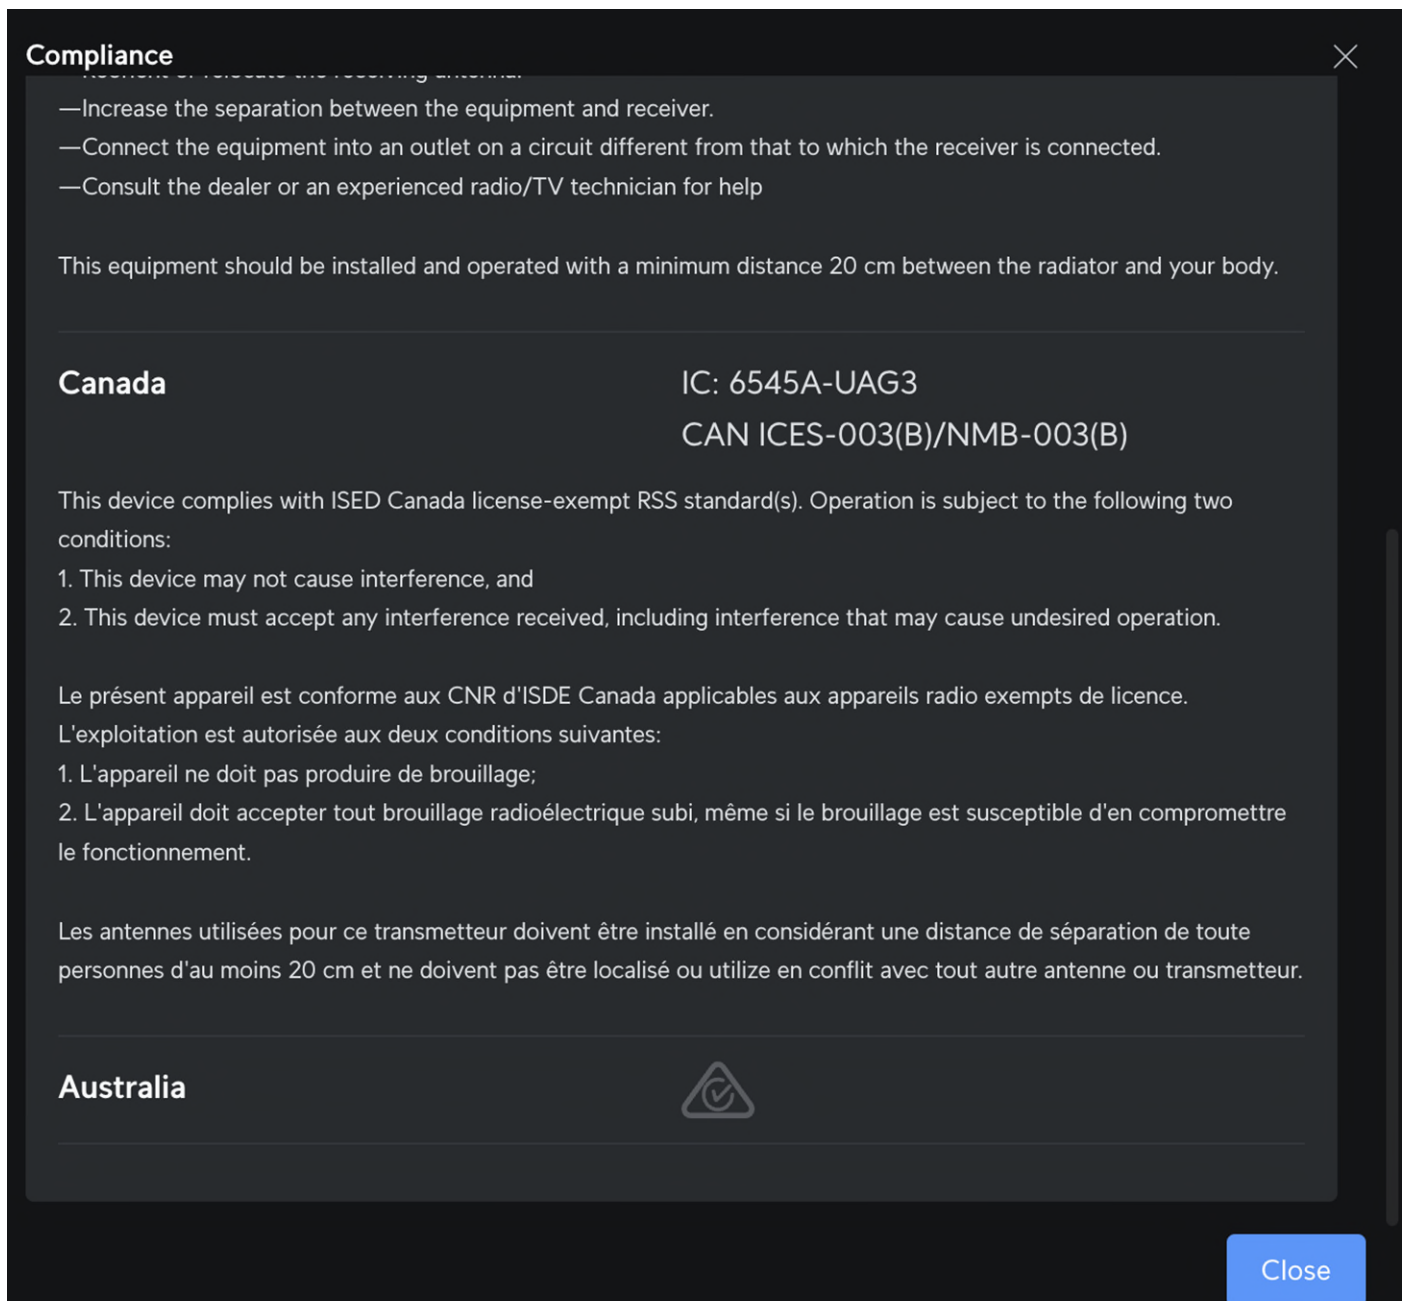 Compliance
—Reorient or relocate the receiving antenna.
—Increase the separation between the equipment and receiver.
—Connect the equipment into an outlet on a circuit different from that to which the receiver is connected.
—Consult the dealer or an experienced radio/TV technician for help
This equipment should be installed and operated with a minimum distance 20 cm between the radiator and your body.
Canada
IC: 6545A-UAG3
CAN ICES-003(B)/NMB-003(B)
This device complies with ISED Canada license-exempt RSS standard(s). Operation is subject to the following two
conditions:
1. This device may not cause interference, and
2. This device must accept any interference received, including interference that may cause undesired operation.
Le présent appareil est conforme aux CNR d'ISDE Canada applicables aux appareils radio exempts de licence.
L'exploitation est autorisée aux deux conditions suivantes:
1. L'appareil ne doit pas produire de brouillage;
2. L'appareil doit accepter tout brouillage radioélectrique subi, même si le brouillage est susceptible d'en compromettre
le fonctionnement.
Les antennes utilisées pour ce transmetteur doivent être installé en considérant une distance de séparation de toute
personnes d'au moins 20 cm et ne doivent pas être localisé ou utilize en conflit avec tout autre antenne ou transmetteur.
Australia
Close